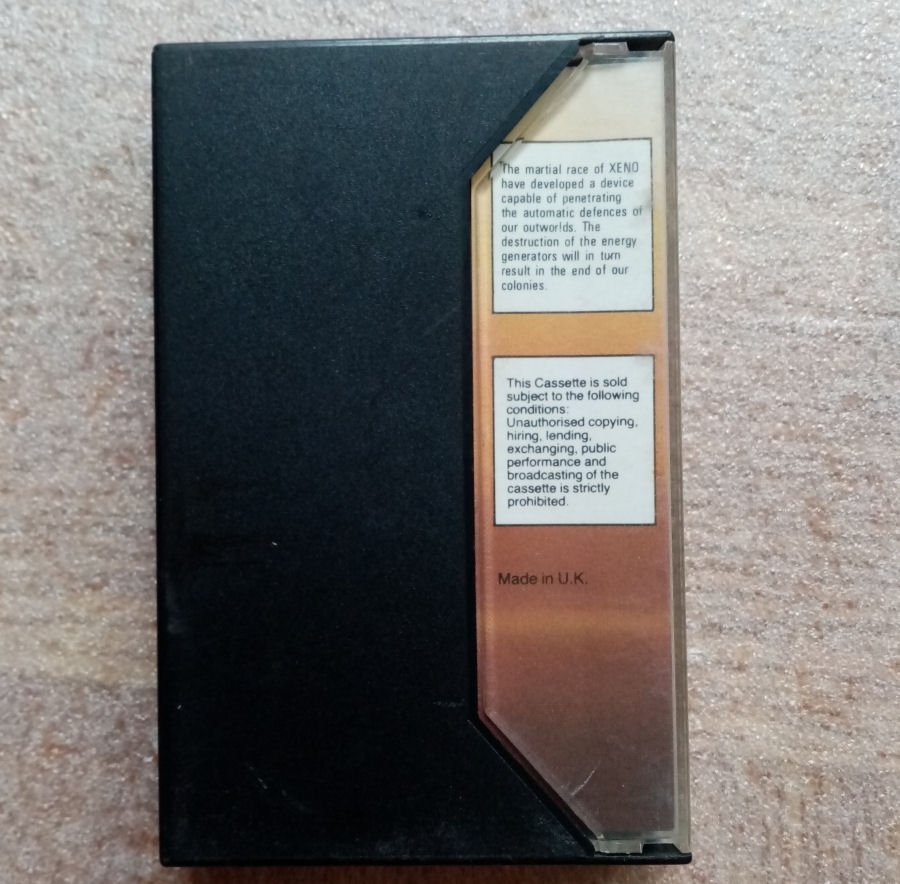 The martial race of XENO
have developed a device
capable of penetrating
the automatic defences of
our outworlds. The
destruction of the energy
generators will in turn
result in the end of our
colonies.
This Cassette is sold
subject to the following
conditions:
Unauthorised copying,
hiring, lending,
exchanging, public
performance and
broadcasting of the
cassette is strictly
prohibited.
Made in U.K.